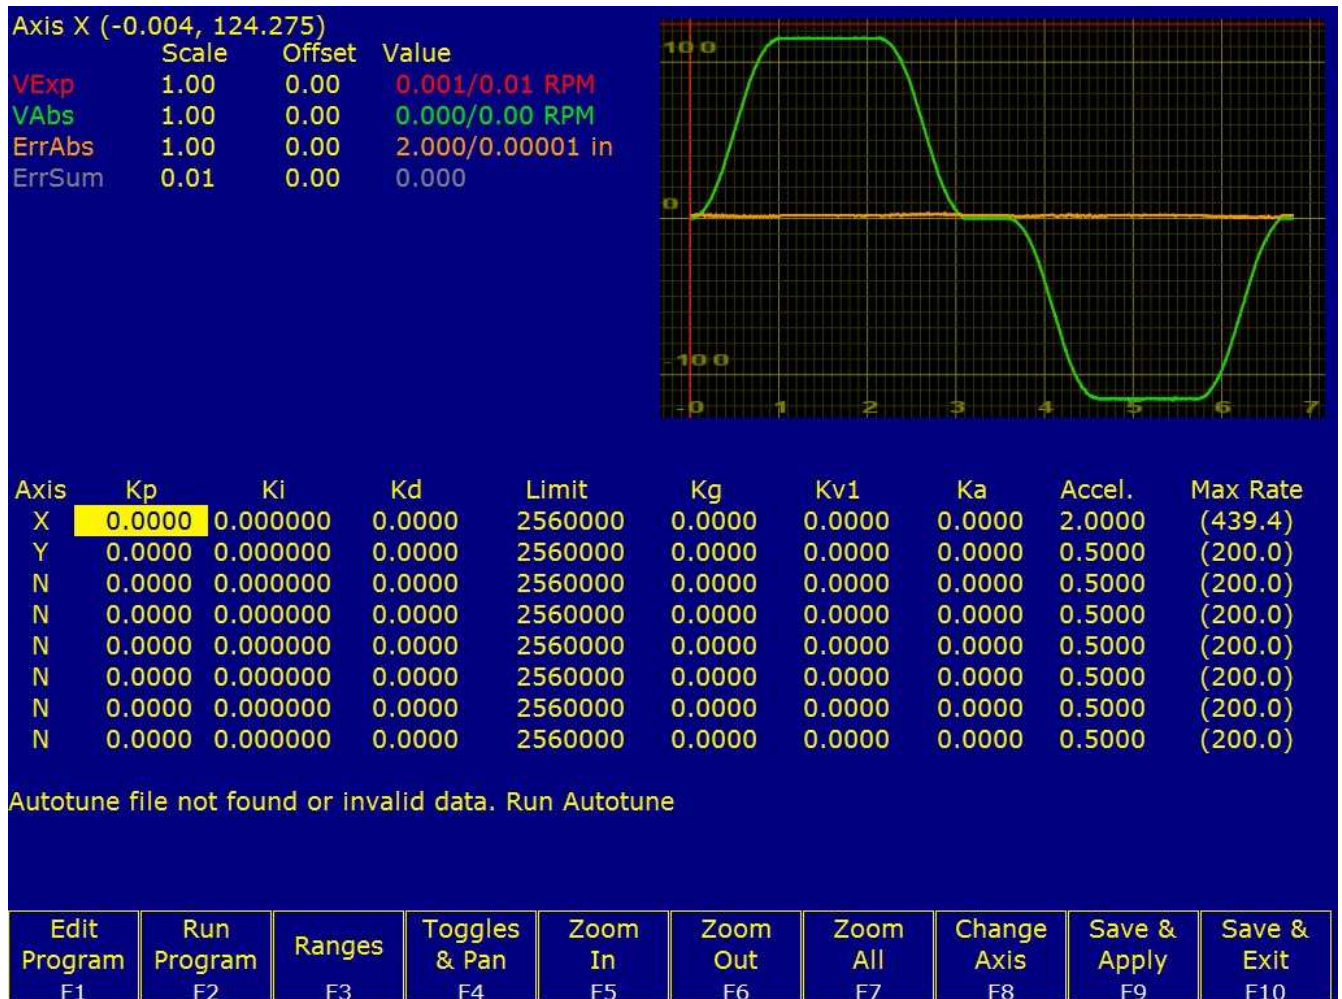 Axis X (-0.004, 124.275)
Scale Offset Value
VExp 1.00 0.00 0.001/0.01 RPM
VAbs 1.00 0.00 0.000/0.00 RPM
ErrAbs 1.00 0.00 2.000/0.00001 in
ErrSum 0.01 0.00 0.000
100
0
-100
-0 1 2 3 4 5 6 7
Axis Kp Ki Kd Limit Kg Kv1 Ka Accel. Max Rate
X 0.0000 0.000000 0.0000 2560000 0.0000 0.0000 0.0000 2.0000 (439.4)
Y 0.0000 0.000000 0.0000 2560000 0.0000 0.0000 0.0000 0.5000 (200.0)
N 0.0000 0.000000 0.0000 2560000 0.0000 0.0000 0.0000 0.5000 (200.0)
N 0.0000 0.000000 0.0000 2560000 0.0000 0.0000 0.0000 0.5000 (200.0)
N 0.0000 0.000000 0.0000 2560000 0.0000 0.0000 0.0000 0.5000 (200.0)
N 0.0000 0.000000 0.0000 2560000 0.0000 0.0000 0.0000 0.5000 (200.0)
N 0.0000 0.000000 0.0000 2560000 0.0000 0.0000 0.0000 0.5000 (200.0)
N 0.0000 0.000000 0.0000 2560000 0.0000 0.0000 0.0000 0.5000 (200.0)
Autotune file not found or invalid data. Run Autotune
Edit Program F1
Run Program F2
Ranges F3
Toggles & Pan F4
Zoom In F5
Zoom Out F6
Zoom All F7
Change Axis F8
Save & Apply F9
Save & Exit F10